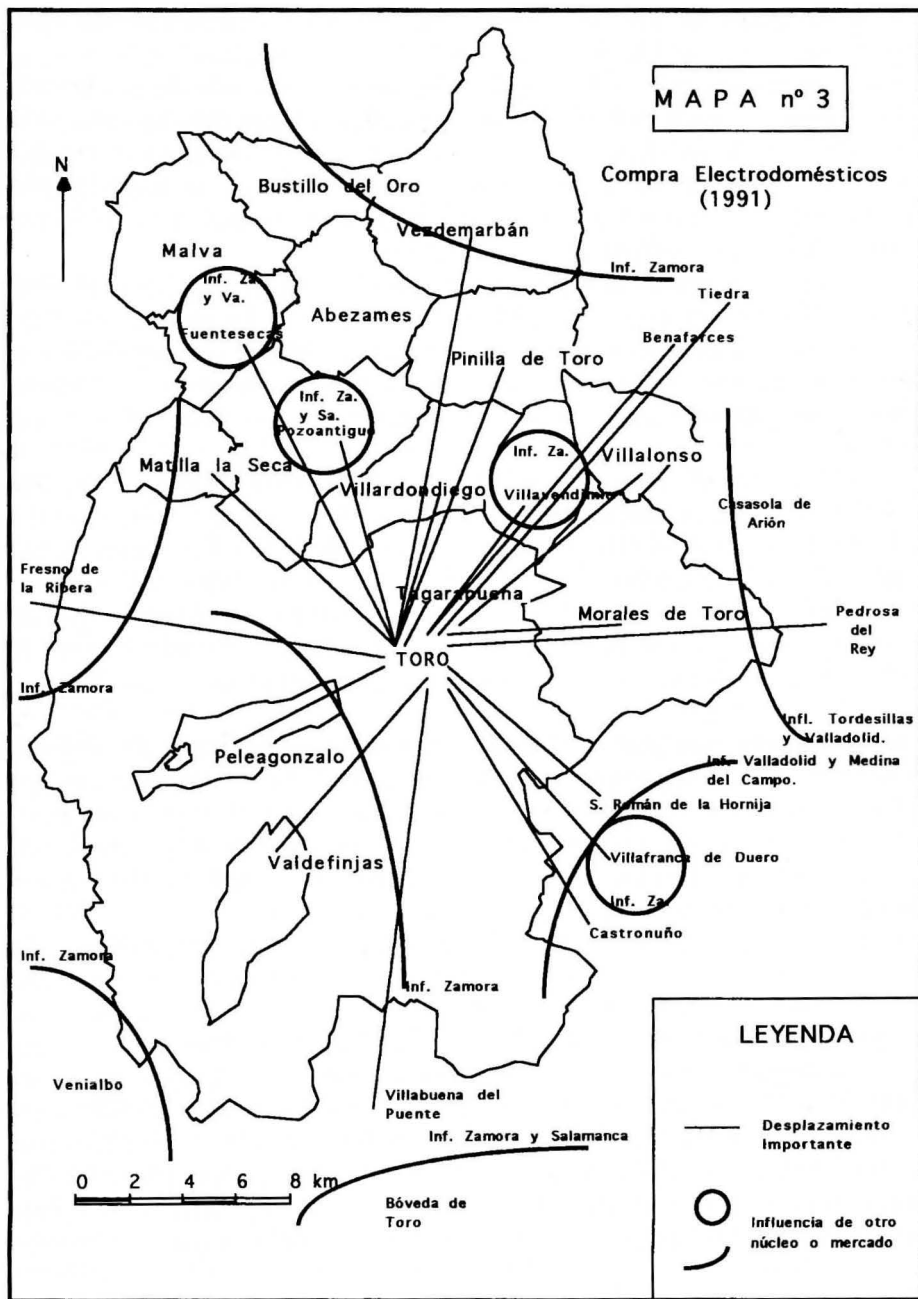 MAPA nº 3
Compra Electrodomésticos
(1991)
N
Bustillo del Oro
Vezdemarbán
Malva
Inf. Zamora
Inf. Za.
y Va.
Fuentesecas
Tiedra
Abezames
Benafarces
Pinilla de Toro
Inf. Za.
y Sa.
Pozoantiguo
Matilla la Seca
Villardondiego
Inf. Za.
Villavendimio
Villalonso
Casasola de
Arión
Fresno de
la Ribera
Tagarabuena
Morales de Toro
Pedrosa
del
Rey
TORO
Inf. Zamora
Infl. Tordesillas
y Valladolid.
Peleagonzalo
Inf. Valladolid y Medina
del Campo.
S. Román de la Hornija
Valdefinjas
Villafranca de Duero
Inf. Za.
Castronuño
Inf. Zamora
Inf. Zamora
Venialbo
Villabuena del
Puente
Inf. Zamora y Salamanca
0 2 4 6 8 km
Bóveda de
Toro
LEYENDA
Desplazamiento
Importante
Influencia de otro
núcleo o mercado